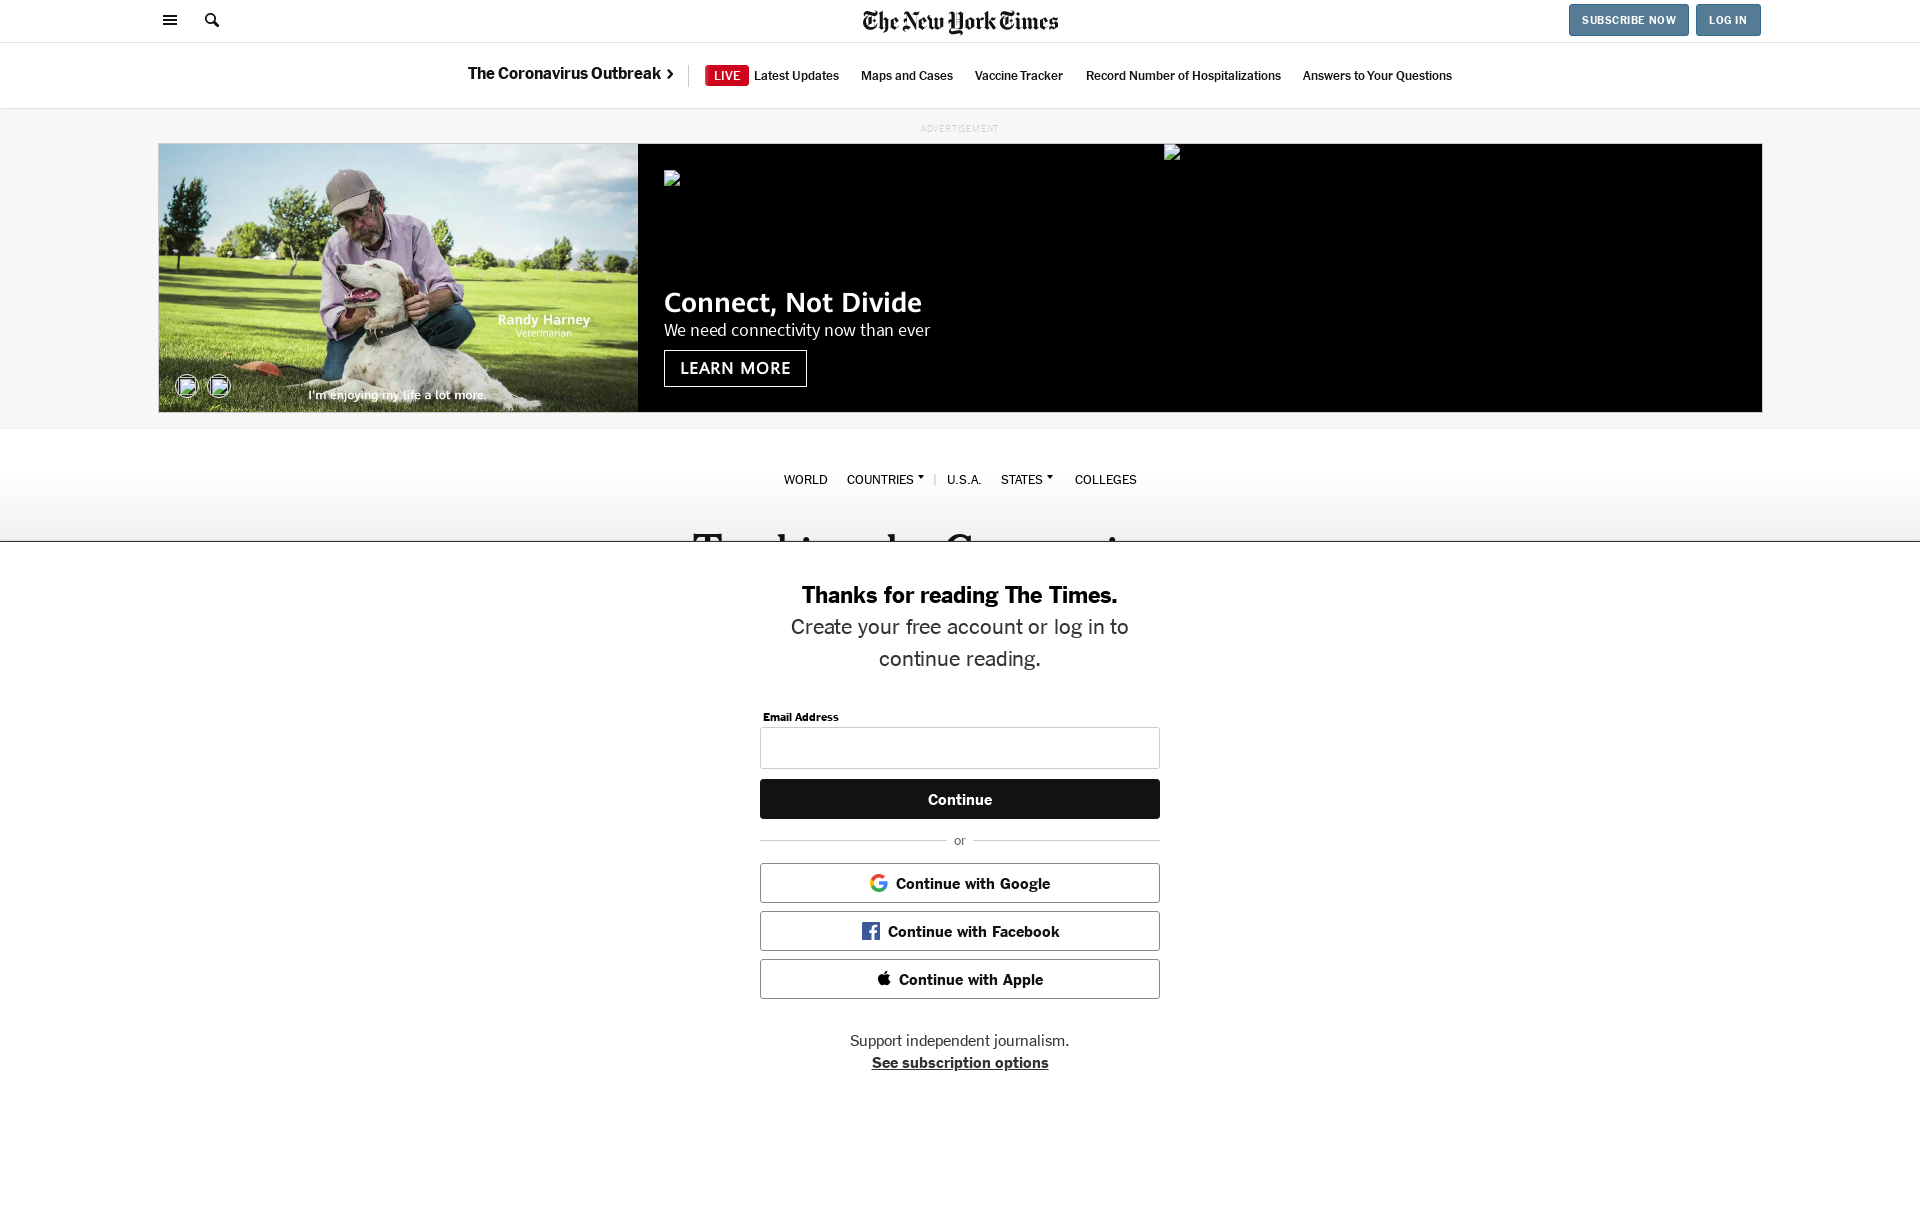 The New York Times
SUBSCRIBE NOW
LOG IN
The Coronavirus Outbreak
LIVE Latest Updates
Maps and Cases
Vaccine Tracker
Record Number of Hospitalizations
Answers to Your Questions
ADVERTISEMENT
Randy Harney
Veterinarian
I'm enjoying my life a lot more.
Connect, Not Divide
We need connectivity now than ever
LEARN MORE
WORLD
COUNTRIES
U.S.A.
STATES
COLLEGES
Thanks for reading The Times.
Create your free account or log in to
continue reading.
Email Address
Continue
or
Continue with Google
Continue with Facebook
Continue with Apple
Support independent journalism.
See subscription options